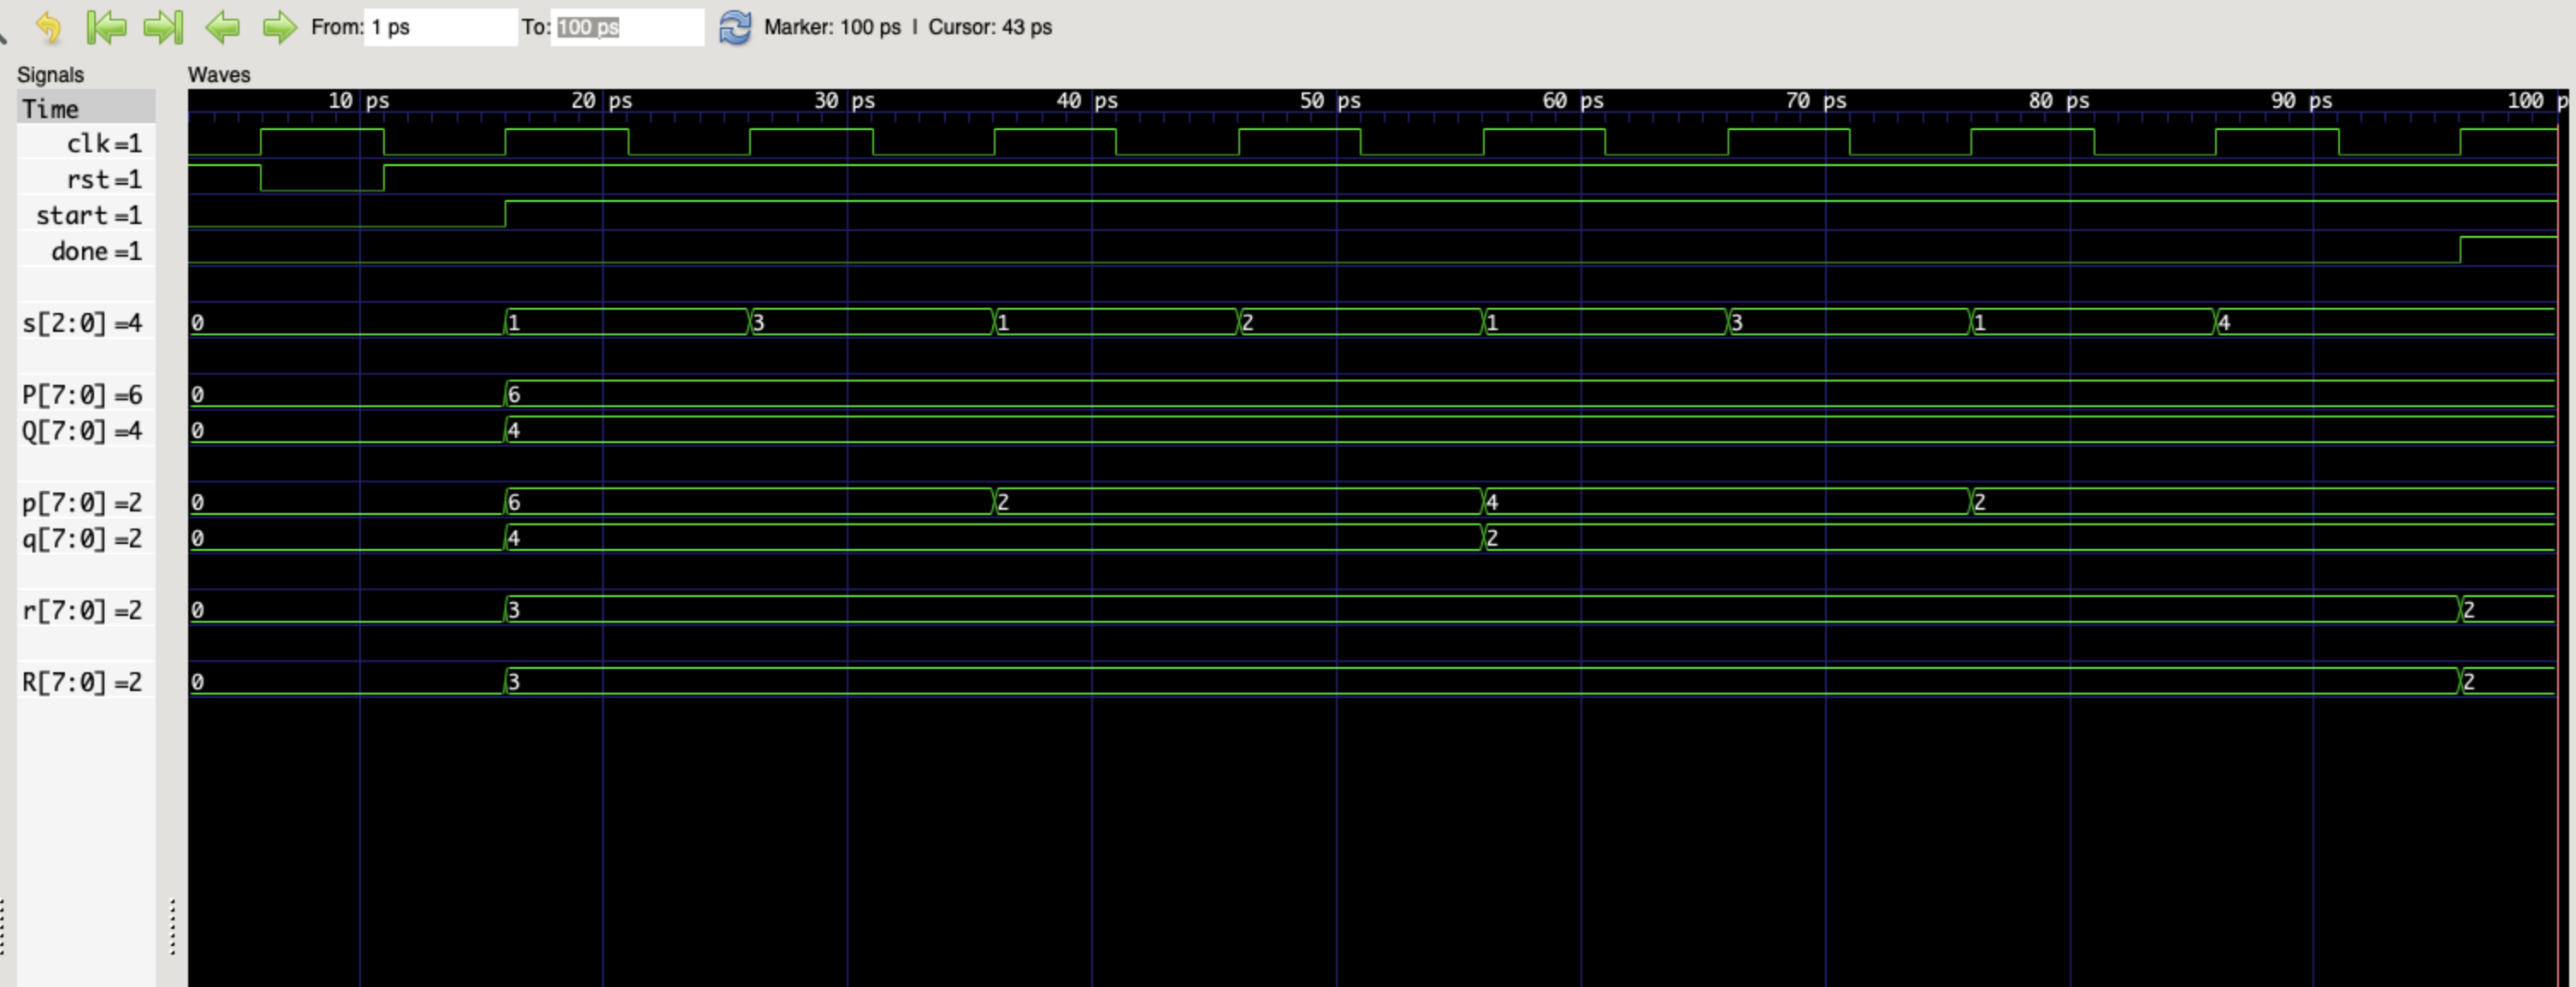 From: 1 ps To: 100 ps Marker: 100 ps | Cursor: 43 ps
Signals Waves
Time 10 ps 20 ps 30 ps 40 ps 50 ps 60 ps 70 ps 80 ps 90 ps 100 p
clk =1
rst =1
start =1
done =1
s[2:0] =4 0 1 3 1 2 1 3 1 4
P[7:0] =6 0 6
Q[7:0] =4 0 4
p[7:0] =2 0 6 2 4 2
q[7:0] =2 0 4 2
r[7:0] =2 0 3 2
R[7:0] =2 0 3 2